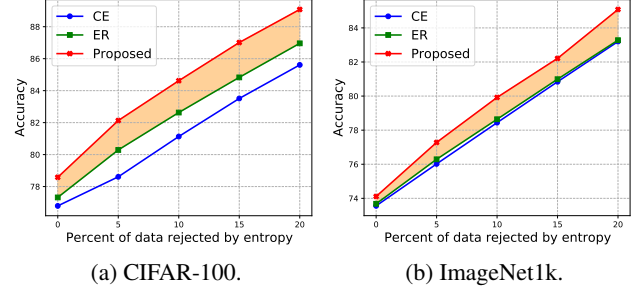 CE
ER
Proposed
88
86
84
82
80
78
Accuracy
0 5 10 15 20
Percent of data rejected by entropy
(a) CIFAR-100.
CE
ER
Proposed
84
82
80
78
76
74
Accuracy
0 5 10 15 20
Percent of data rejected by entropy
(b) ImageNet1k.